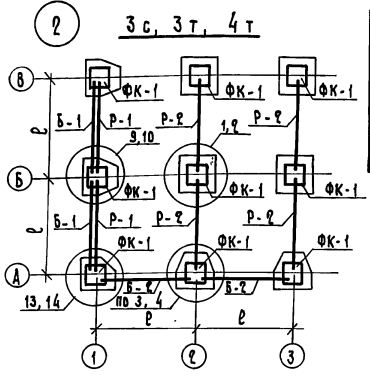 2 3с, 3т, 4т
В ФК-1 ФК-1 ФК-1
Б-1 Р-1 Р-2 Р-2
9,10 1,2
ℓ
Б ФК-1 ФК-1 ФК-1
Б-1 Р-1 Р-2 Р-2
ℓ
ФК-1 ФК-1 ФК-1
А
Б-2 Б-2
13,14 по 3, 4
ℓ ℓ
1 2 3